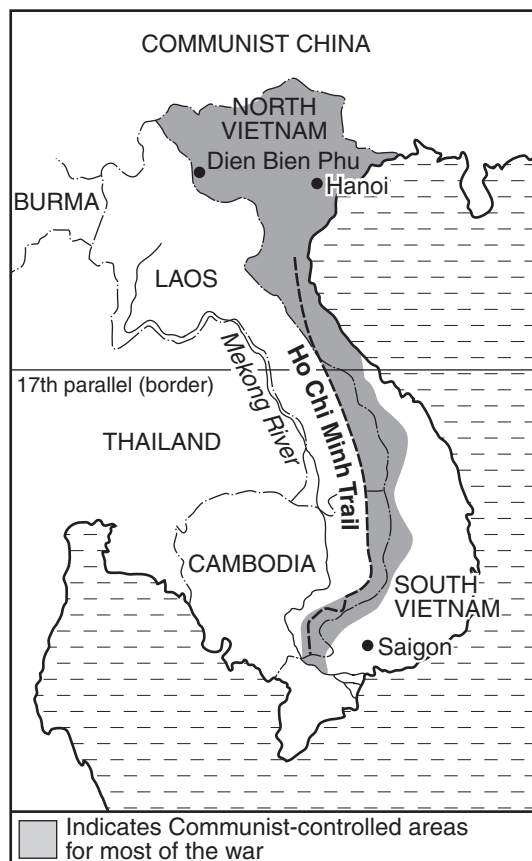 COMMUNIST CHINA
NORTH
VIETNAM
Dien Bien Phu
Hanoi
BURMA
LAOS
Mekong River
Ho Chi Minh Trail
17th parallel (border)
THAILAND
CAMBODIA
SOUTH
VIETNAM
Saigon
Indicates Communist-controlled areas
for most of the war